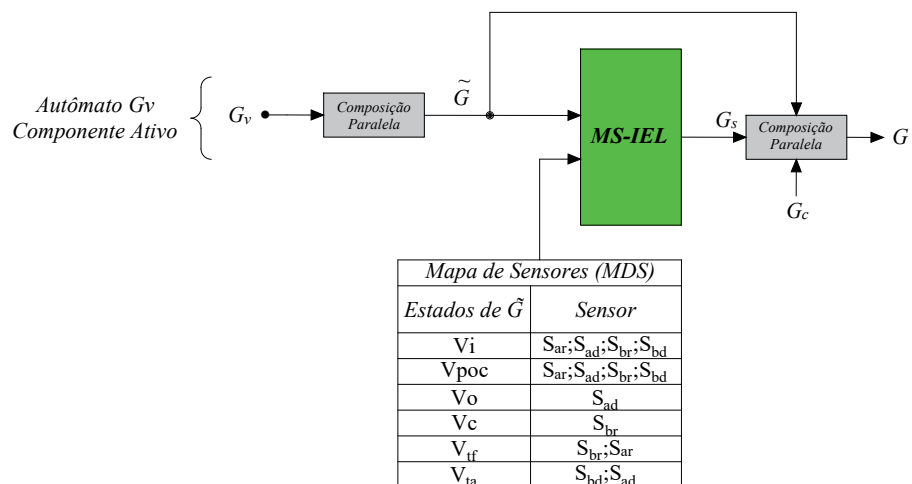 Autômato Gv
Componente Ativo
Gv
Composição
Paralela
G̃
MS-IEL
Gs
Composição
Paralela
G
Gc
Mapa de Sensores (MDS)
Estados de G̃ Sensor
Vi Sar;Sad;Sbr;Sbd
Vpoc Sar;Sad;Sbr;Sbd
Vo Sad
Vc Sbr
Vtf Sbr;Sar
Vta Sbd;Sad